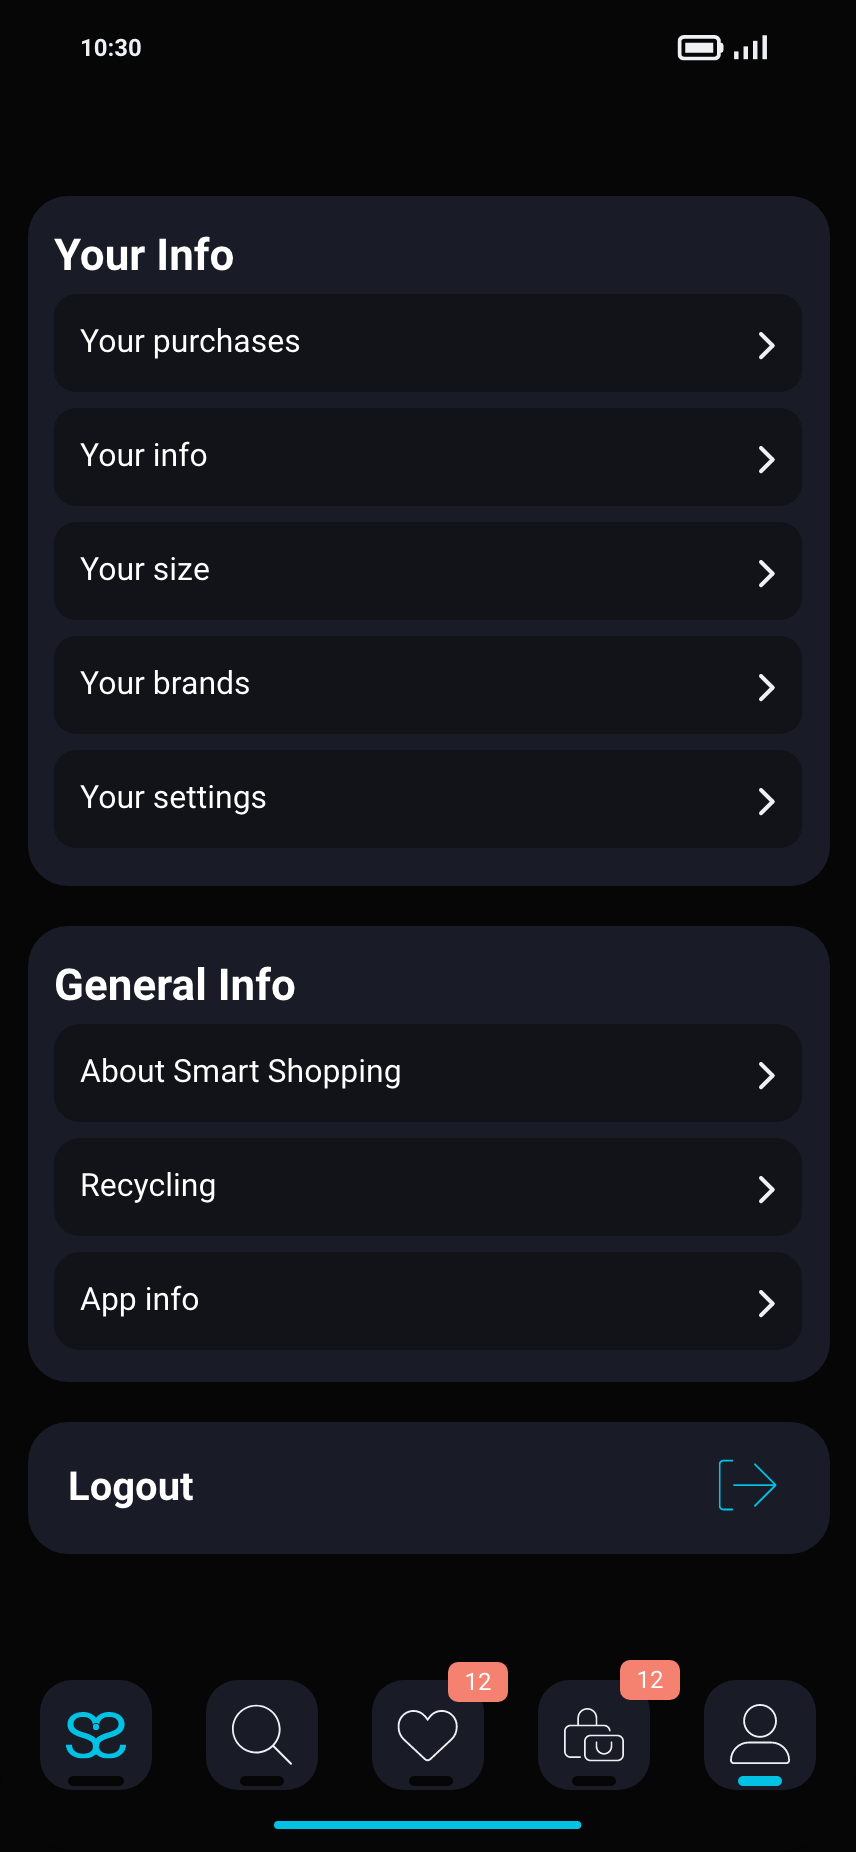 10:30
Your Info
Your purchases
Your info
Your size
Your brands
Your settings
General Info
About Smart Shopping
Recycling
App info
Logout
12
12